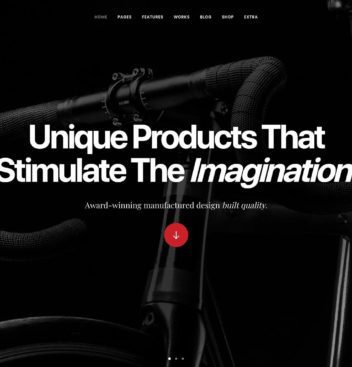 HOME PAGES FEATURES WORKS BLOG SHOP EXTRA
Unique Products That
Stimulate The Imagination
Award-winning manufactured design built quality.